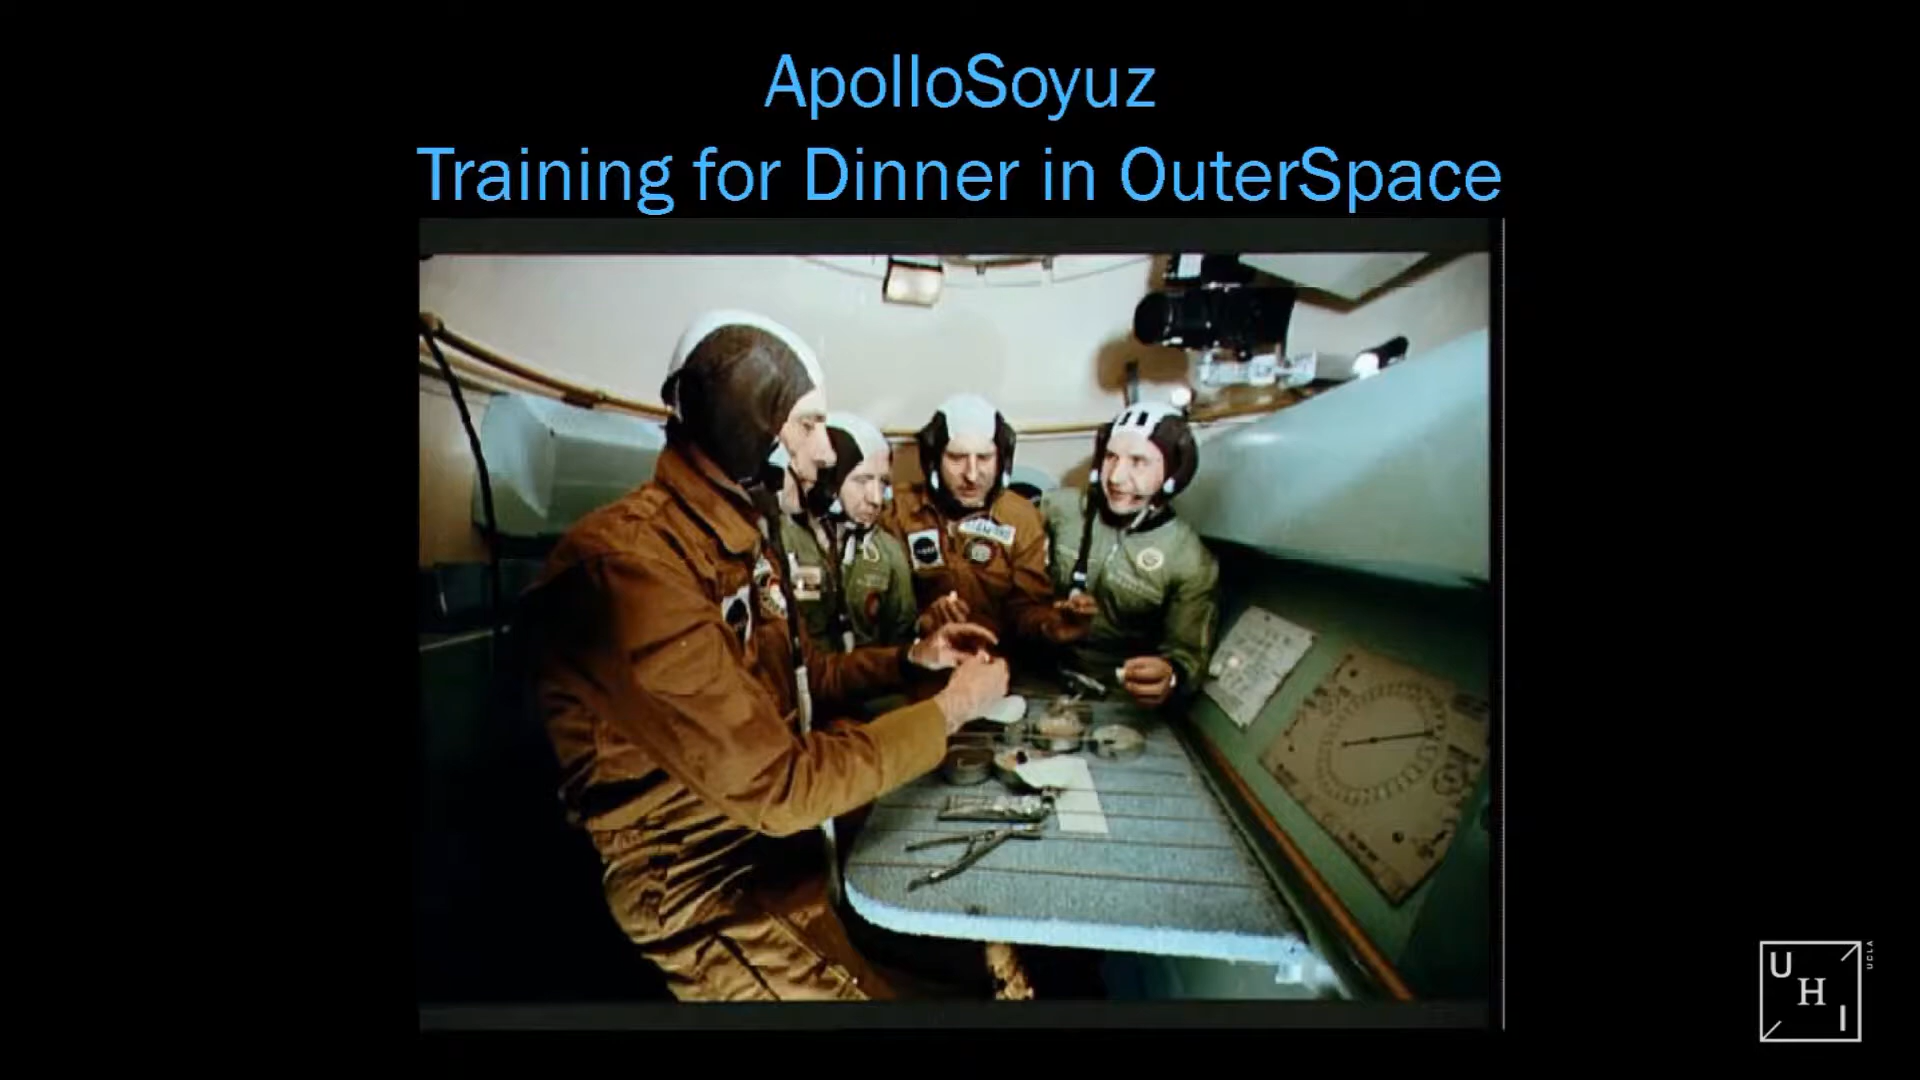 ApolloSoyuz
Training for Dinner in OuterSpace
U
H
I
UCLA